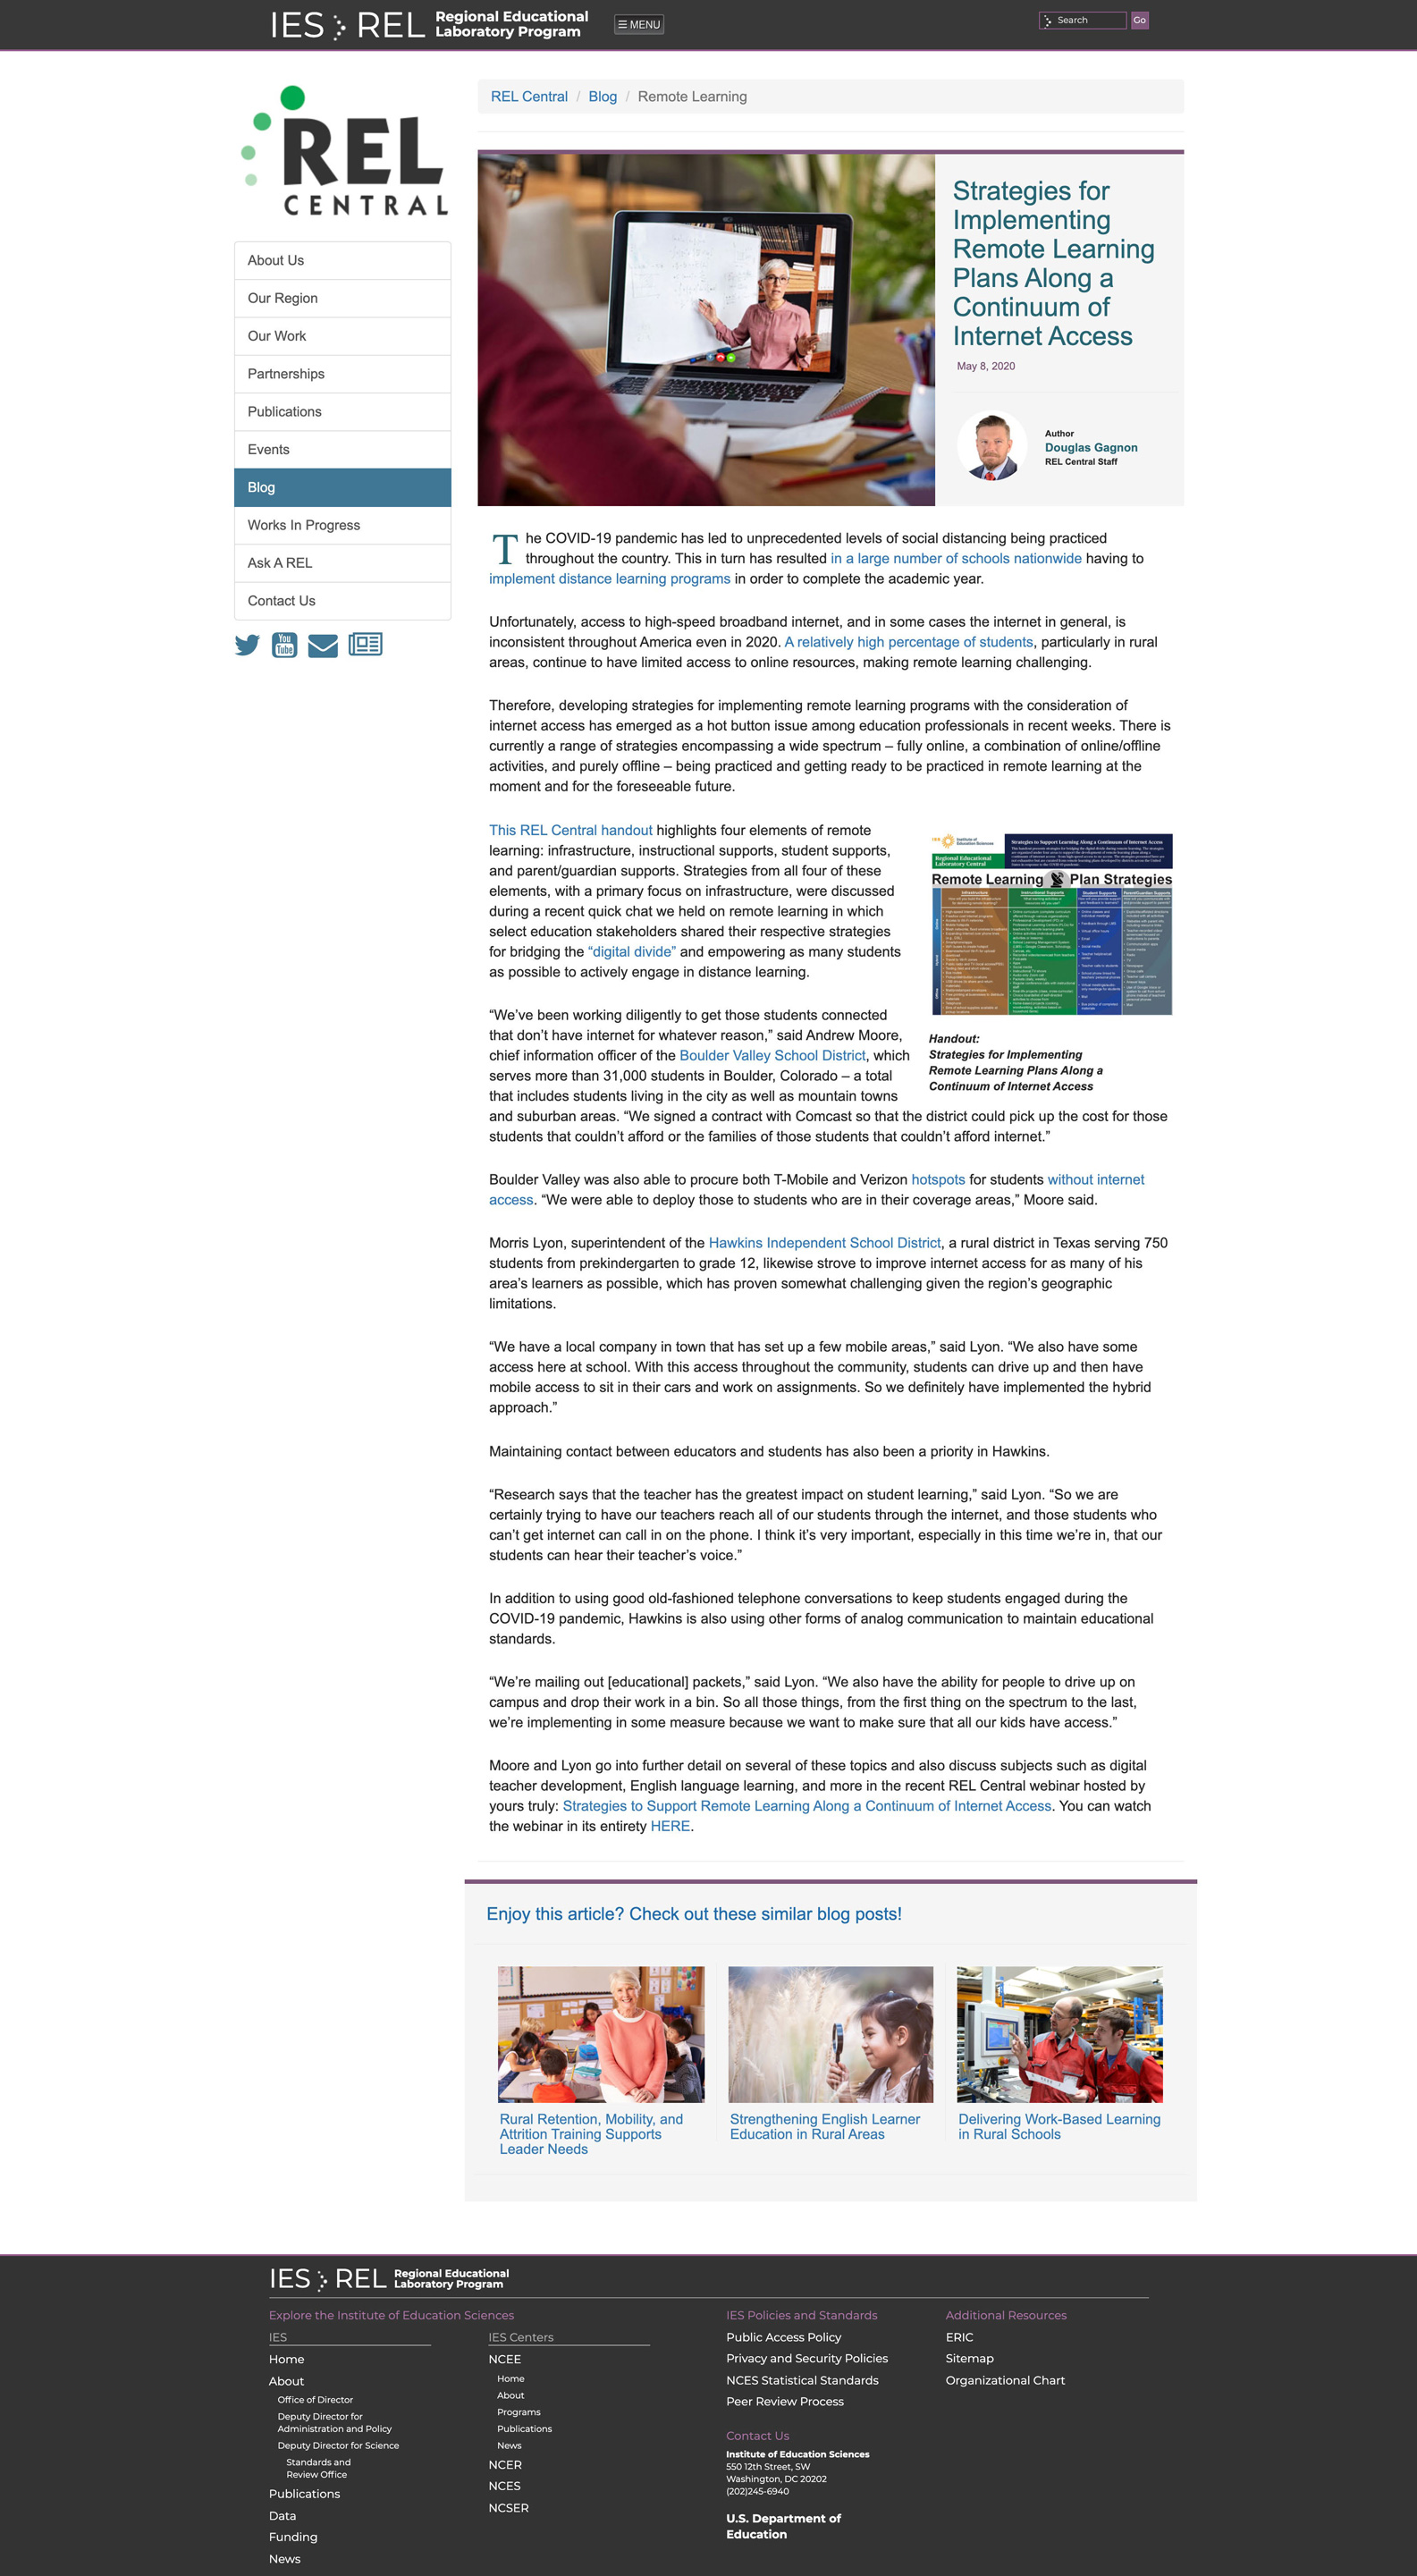 IES REL Regional Educational
Laboratory Program
MENU
Search
Go
REL
CENTRAL
About Us
Our Region
Our Work
Partnerships
Publications
Events
Blog
Works In Progress
Ask A REL
Contact Us
You
Tube
REL Central / Blog / Remote Learning
Strategies for
Implementing
Remote Learning
Plans Along a
Continuum of
Internet Access
May 8, 2020
Author
Douglas Gagnon
REL Central Staff
The COVID-19 pandemic has led to unprecedented levels of social distancing being practiced
throughout the country. This in turn has resulted in a large number of schools nationwide having to
implement distance learning programs in order to complete the academic year.
Unfortunately, access to high-speed broadband internet, and in some cases the internet in general, is
inconsistent throughout America even in 2020. A relatively high percentage of students, particularly in rural
areas, continue to have limited access to online resources, making remote learning challenging.
Therefore, developing strategies for implementing remote learning programs with the consideration of
internet access has emerged as a hot button issue among education professionals in recent weeks. There is
currently a range of strategies encompassing a wide spectrum – fully online, a combination of online/offline
activities, and purely offline – being practiced and getting ready to be practiced in remote learning at the
moment and for the foreseeable future.
This REL Central handout highlights four elements of remote
learning: infrastructure, instructional supports, student supports,
and parent/guardian supports. Strategies from all four of these
elements, with a primary focus on infrastructure, were discussed
during a recent quick chat we held on remote learning in which
select education stakeholders shared their respective strategies
for bridging the “digital divide” and empowering as many students
as possible to actively engage in distance learning.
Institute of
Education Sciences
Regional Educational
Laboratory Central
Strategies to Support Learning Along a Continuum of Internet Access
Remote Learning Plan Strategies
Infrastructure
Instructional Supports
Student Supports
Parent/Guardian Supports
Handout:
Strategies for Implementing
Remote Learning Plans Along a
Continuum of Internet Access
“We’ve been working diligently to get those students connected
that don’t have internet for whatever reason,” said Andrew Moore,
chief information officer of the Boulder Valley School District, which
serves more than 31,000 students in Boulder, Colorado – a total
that includes students living in the city as well as mountain towns
and suburban areas. “We signed a contract with Comcast so that the district could pick up the cost for those
students that couldn’t afford or the families of those students that couldn’t afford internet.”
Boulder Valley was also able to procure both T-Mobile and Verizon hotspots for students without internet
access. “We were able to deploy those to students who are in their coverage areas,” Moore said.
Morris Lyon, superintendent of the Hawkins Independent School District, a rural district in Texas serving 750
students from prekindergarten to grade 12, likewise strove to improve internet access for as many of his
area’s learners as possible, which has proven somewhat challenging given the region’s geographic
limitations.
“We have a local company in town that has set up a few mobile areas,” said Lyon. “We also have some
access here at school. With this access throughout the community, students can drive up and then have
mobile access to sit in their cars and work on assignments. So we definitely have implemented the hybrid
approach.”
Maintaining contact between educators and students has also been a priority in Hawkins.
“Research says that the teacher has the greatest impact on student learning,” said Lyon. “So we are
certainly trying to have our teachers reach all of our students through the internet, and those students who
can’t get internet can call in on the phone. I think it’s very important, especially in this time we’re in, that our
students can hear their teacher’s voice.”
In addition to using good old-fashioned telephone conversations to keep students engaged during the
COVID-19 pandemic, Hawkins is also using other forms of analog communication to maintain educational
standards.
“We’re mailing out [educational] packets,” said Lyon. “We also have the ability for people to drive up on
campus and drop their work in a bin. So all those things, from the first thing on the spectrum to the last,
we’re implementing in some measure because we want to make sure that all our kids have access.”
Moore and Lyon go into further detail on several of these topics and also discuss subjects such as digital
teacher development, English language learning, and more in the recent REL Central webinar hosted by
yours truly: Strategies to Support Remote Learning Along a Continuum of Internet Access. You can watch
the webinar in its entirety HERE.
Enjoy this article? Check out these similar blog posts!
Rural Retention, Mobility, and
Attrition Training Supports
Leader Needs
Strengthening English Learner
Education in Rural Areas
Delivering Work-Based Learning
in Rural Schools
IES REL Regional Educational
Laboratory Program
Explore the Institute of Education Sciences
IES
Home
About
Office of Director
Deputy Director for
Administration and Policy
Deputy Director for Science
Standards and
Review Office
Publications
Data
Funding
News
IES Centers
NCEE
Home
About
Programs
Publications
News
NCER
NCES
NCSER
IES Policies and Standards
Public Access Policy
Privacy and Security Policies
NCES Statistical Standards
Peer Review Process
Contact Us
Institute of Education Sciences
550 12th Street, SW
Washington, DC 20202
(202)245-6940
U.S. Department of
Education
Additional Resources
ERIC
Sitemap
Organizational Chart